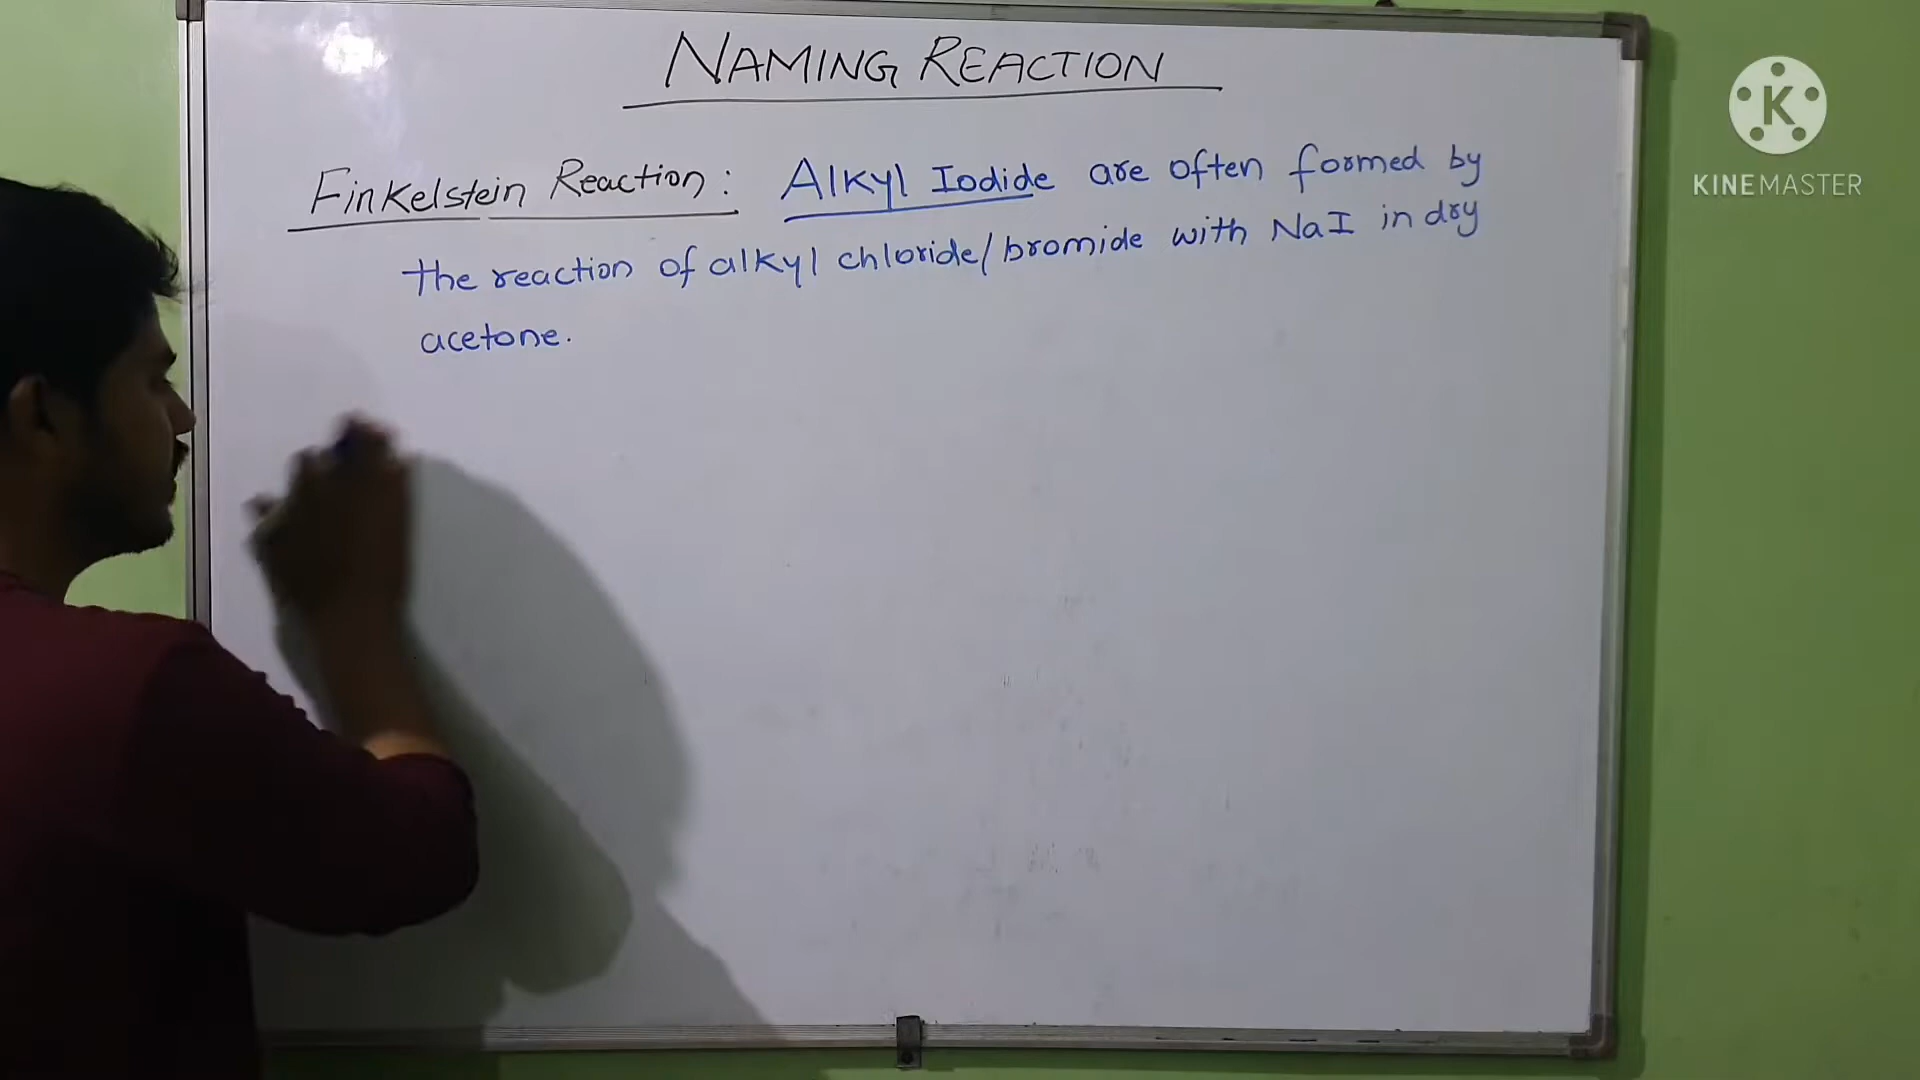 NAMING REACTION
Finkelstein Reaction: Alkyl Iodide are often formed by
the reaction of alkyl chloride/bromide with NaI in dry
acetone.
K
KINEMASTER